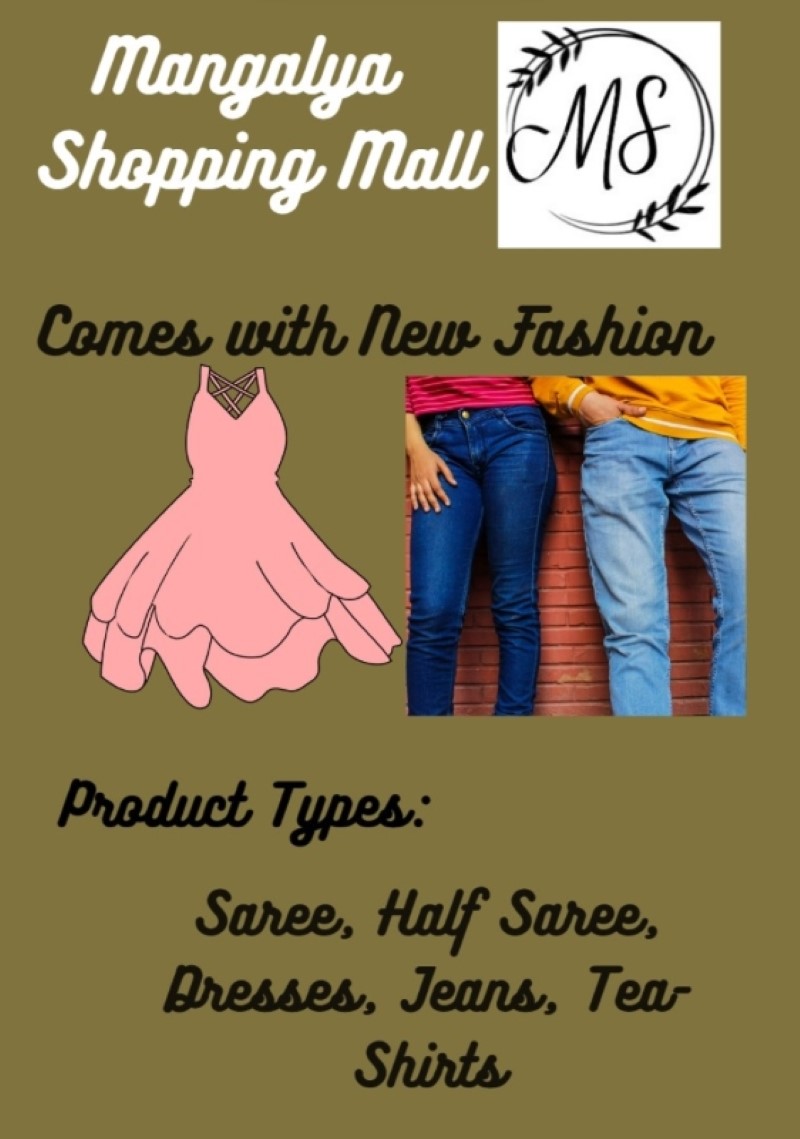 Mangalya
Shopping Mall
MS
Comes with New Fashion
Product Types:
Saree, Half Saree,
Dresses, Jeans, Tea-
Shirts